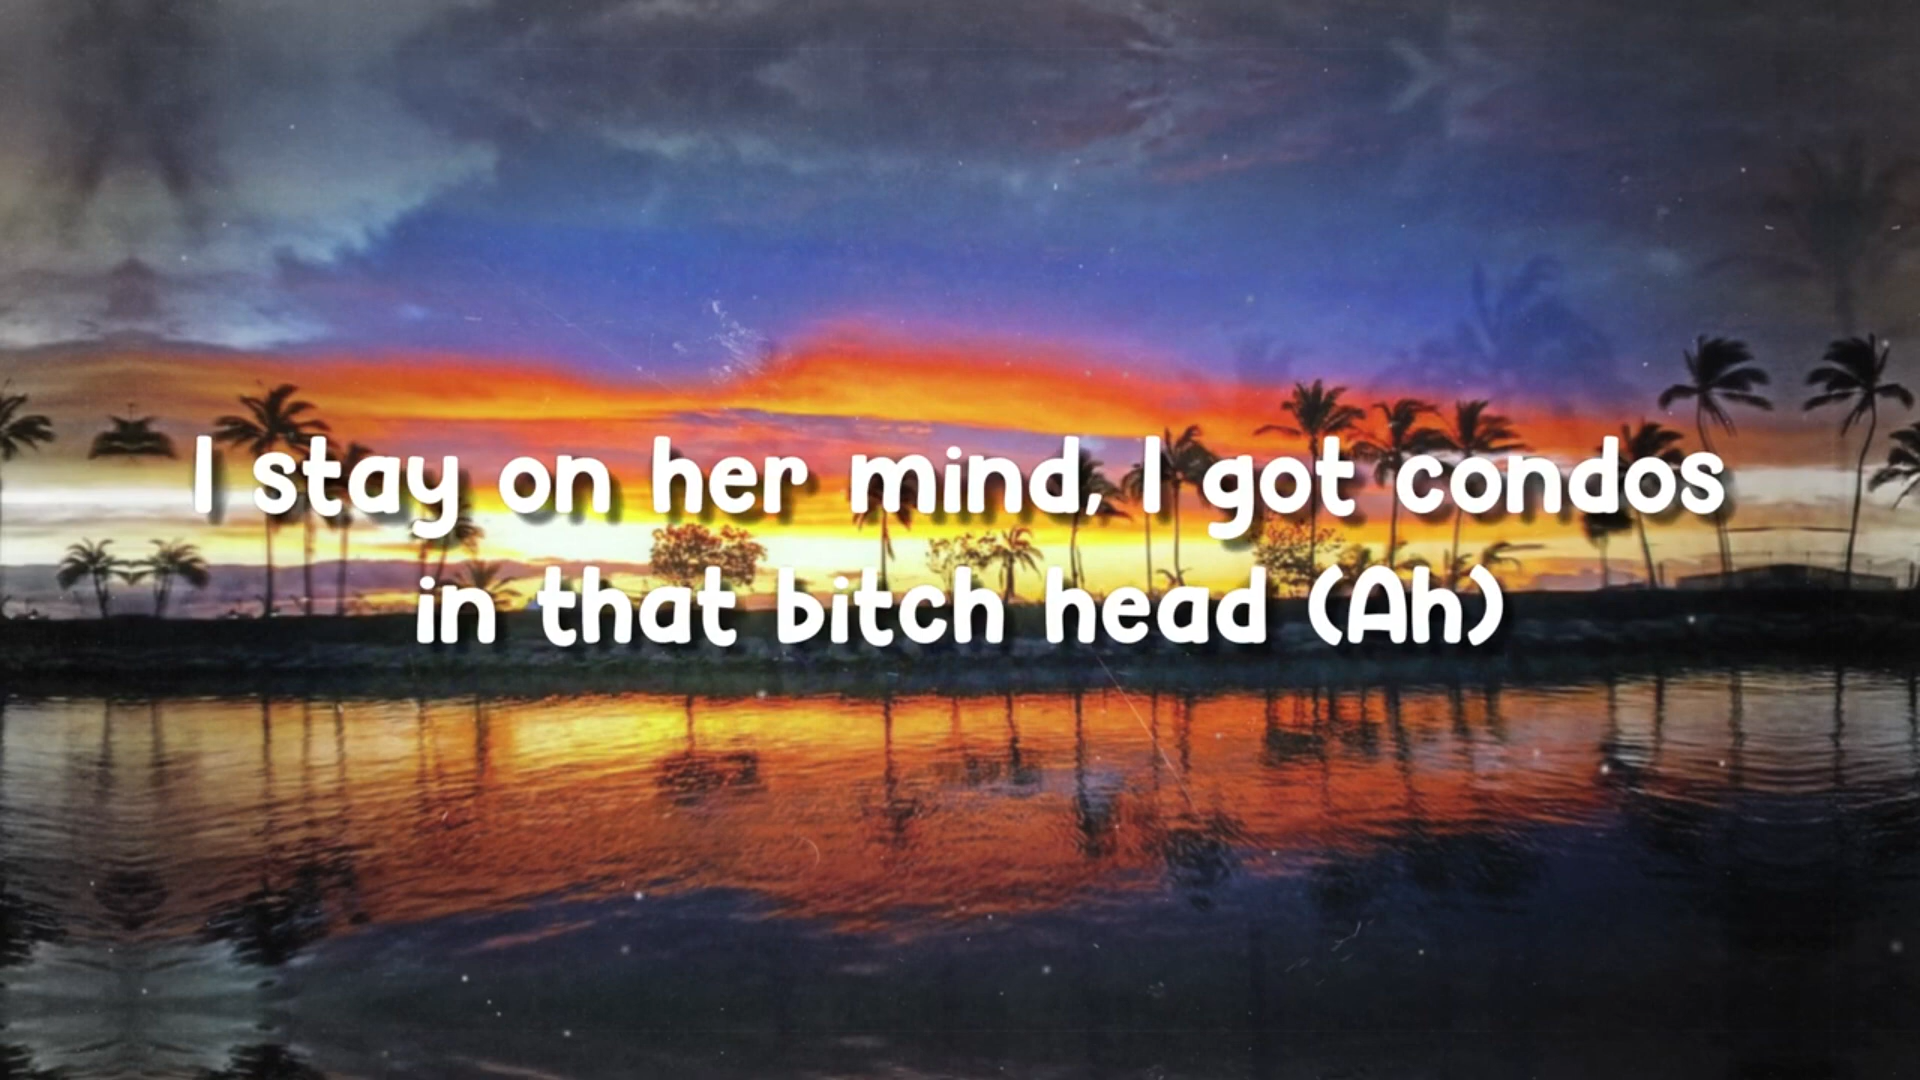 I stay on her mind, I got condos
in that bitch head (Ah)